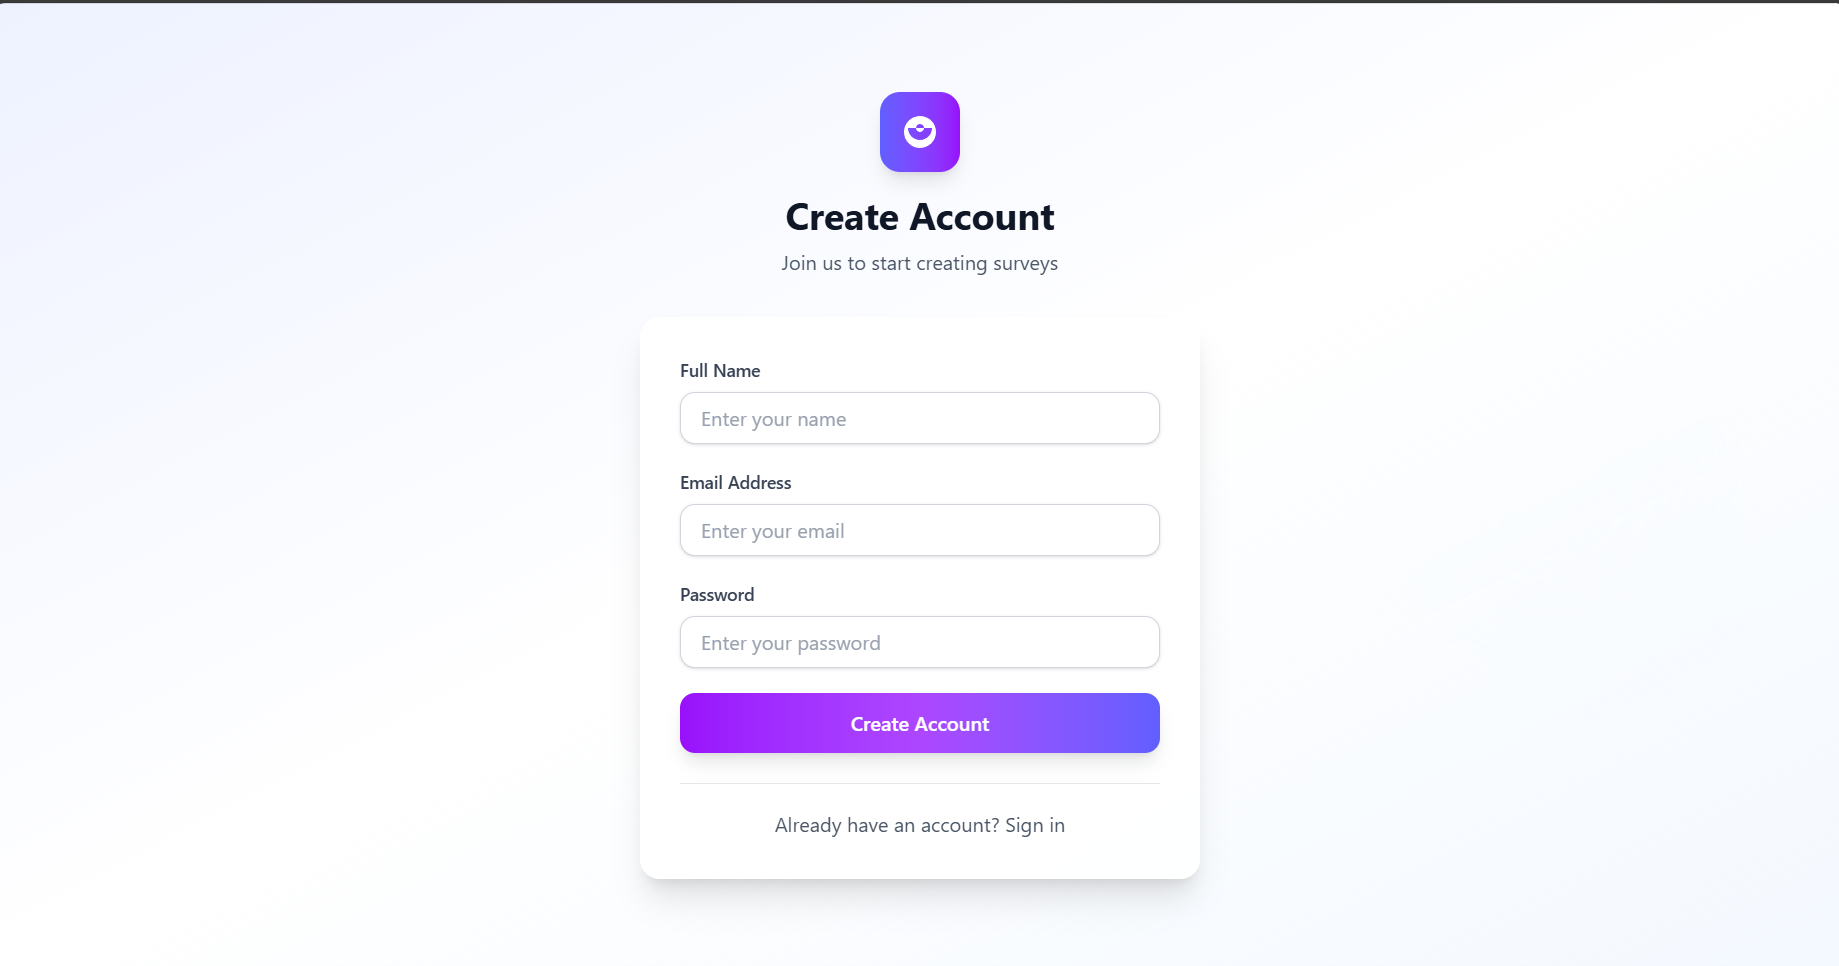 Create Account
Join us to start creating surveys
Full Name
Enter your name
Email Address
Enter your email
Password
Enter your password
Create Account
Already have an account? Sign in